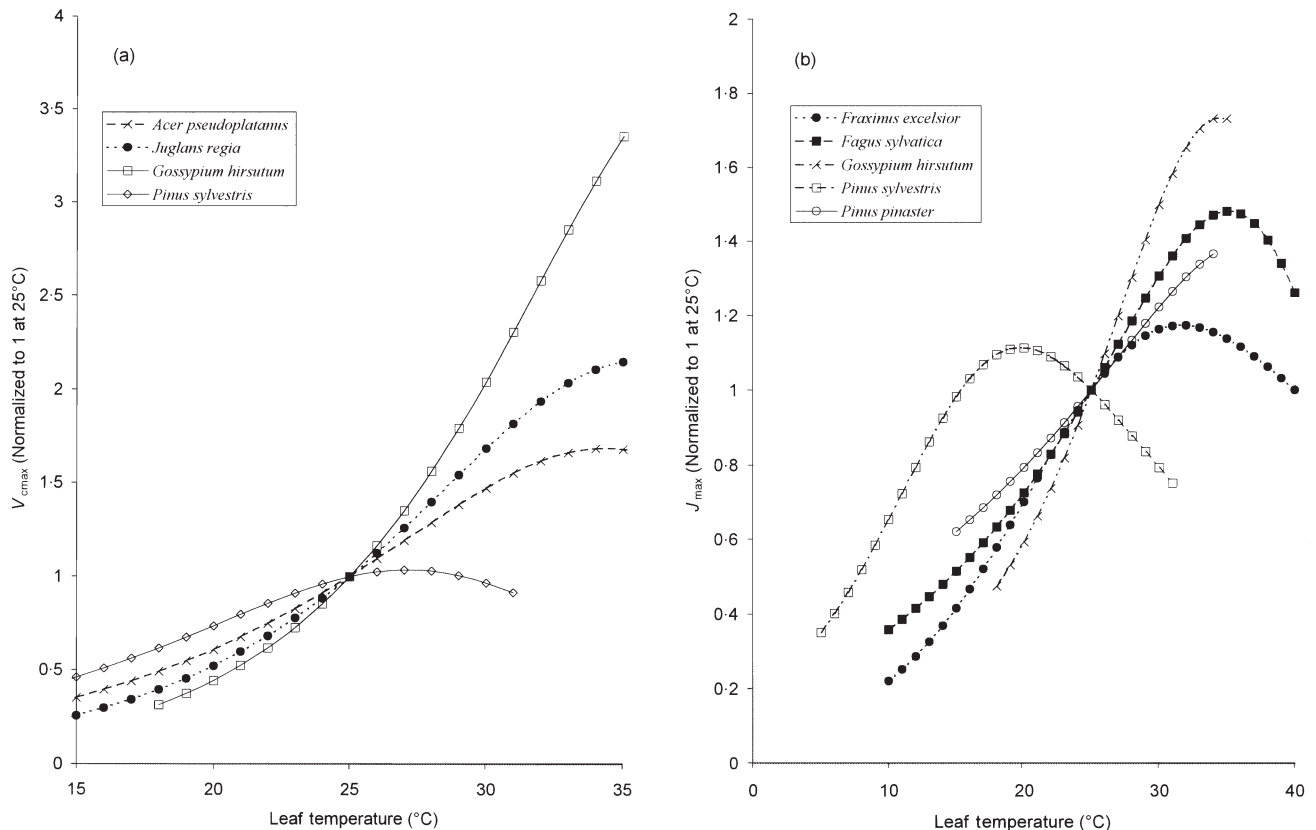 (a)
4
3·5
3
2·5
2
1·5
1
0·5
0
V cmax (Normalized to 1 at 25°C)
Acer pseudoplatanus
Juglans regia
Gossypium hirsutum
Pinus sylvestris
15 20 25 30 35
Leaf temperature (°C)
(b)
2
1·8
1·6
1·4
1·2
1
0·8
0·6
0·4
0·2
0
J max (Normalized to 1 at 25°C)
Fraxinus excelsior
Fagus sylvatica
Gossypium hirsutum
Pinus sylvestris
Pinus pinaster
0 10 20 30 40
Leaf temperature (°C)